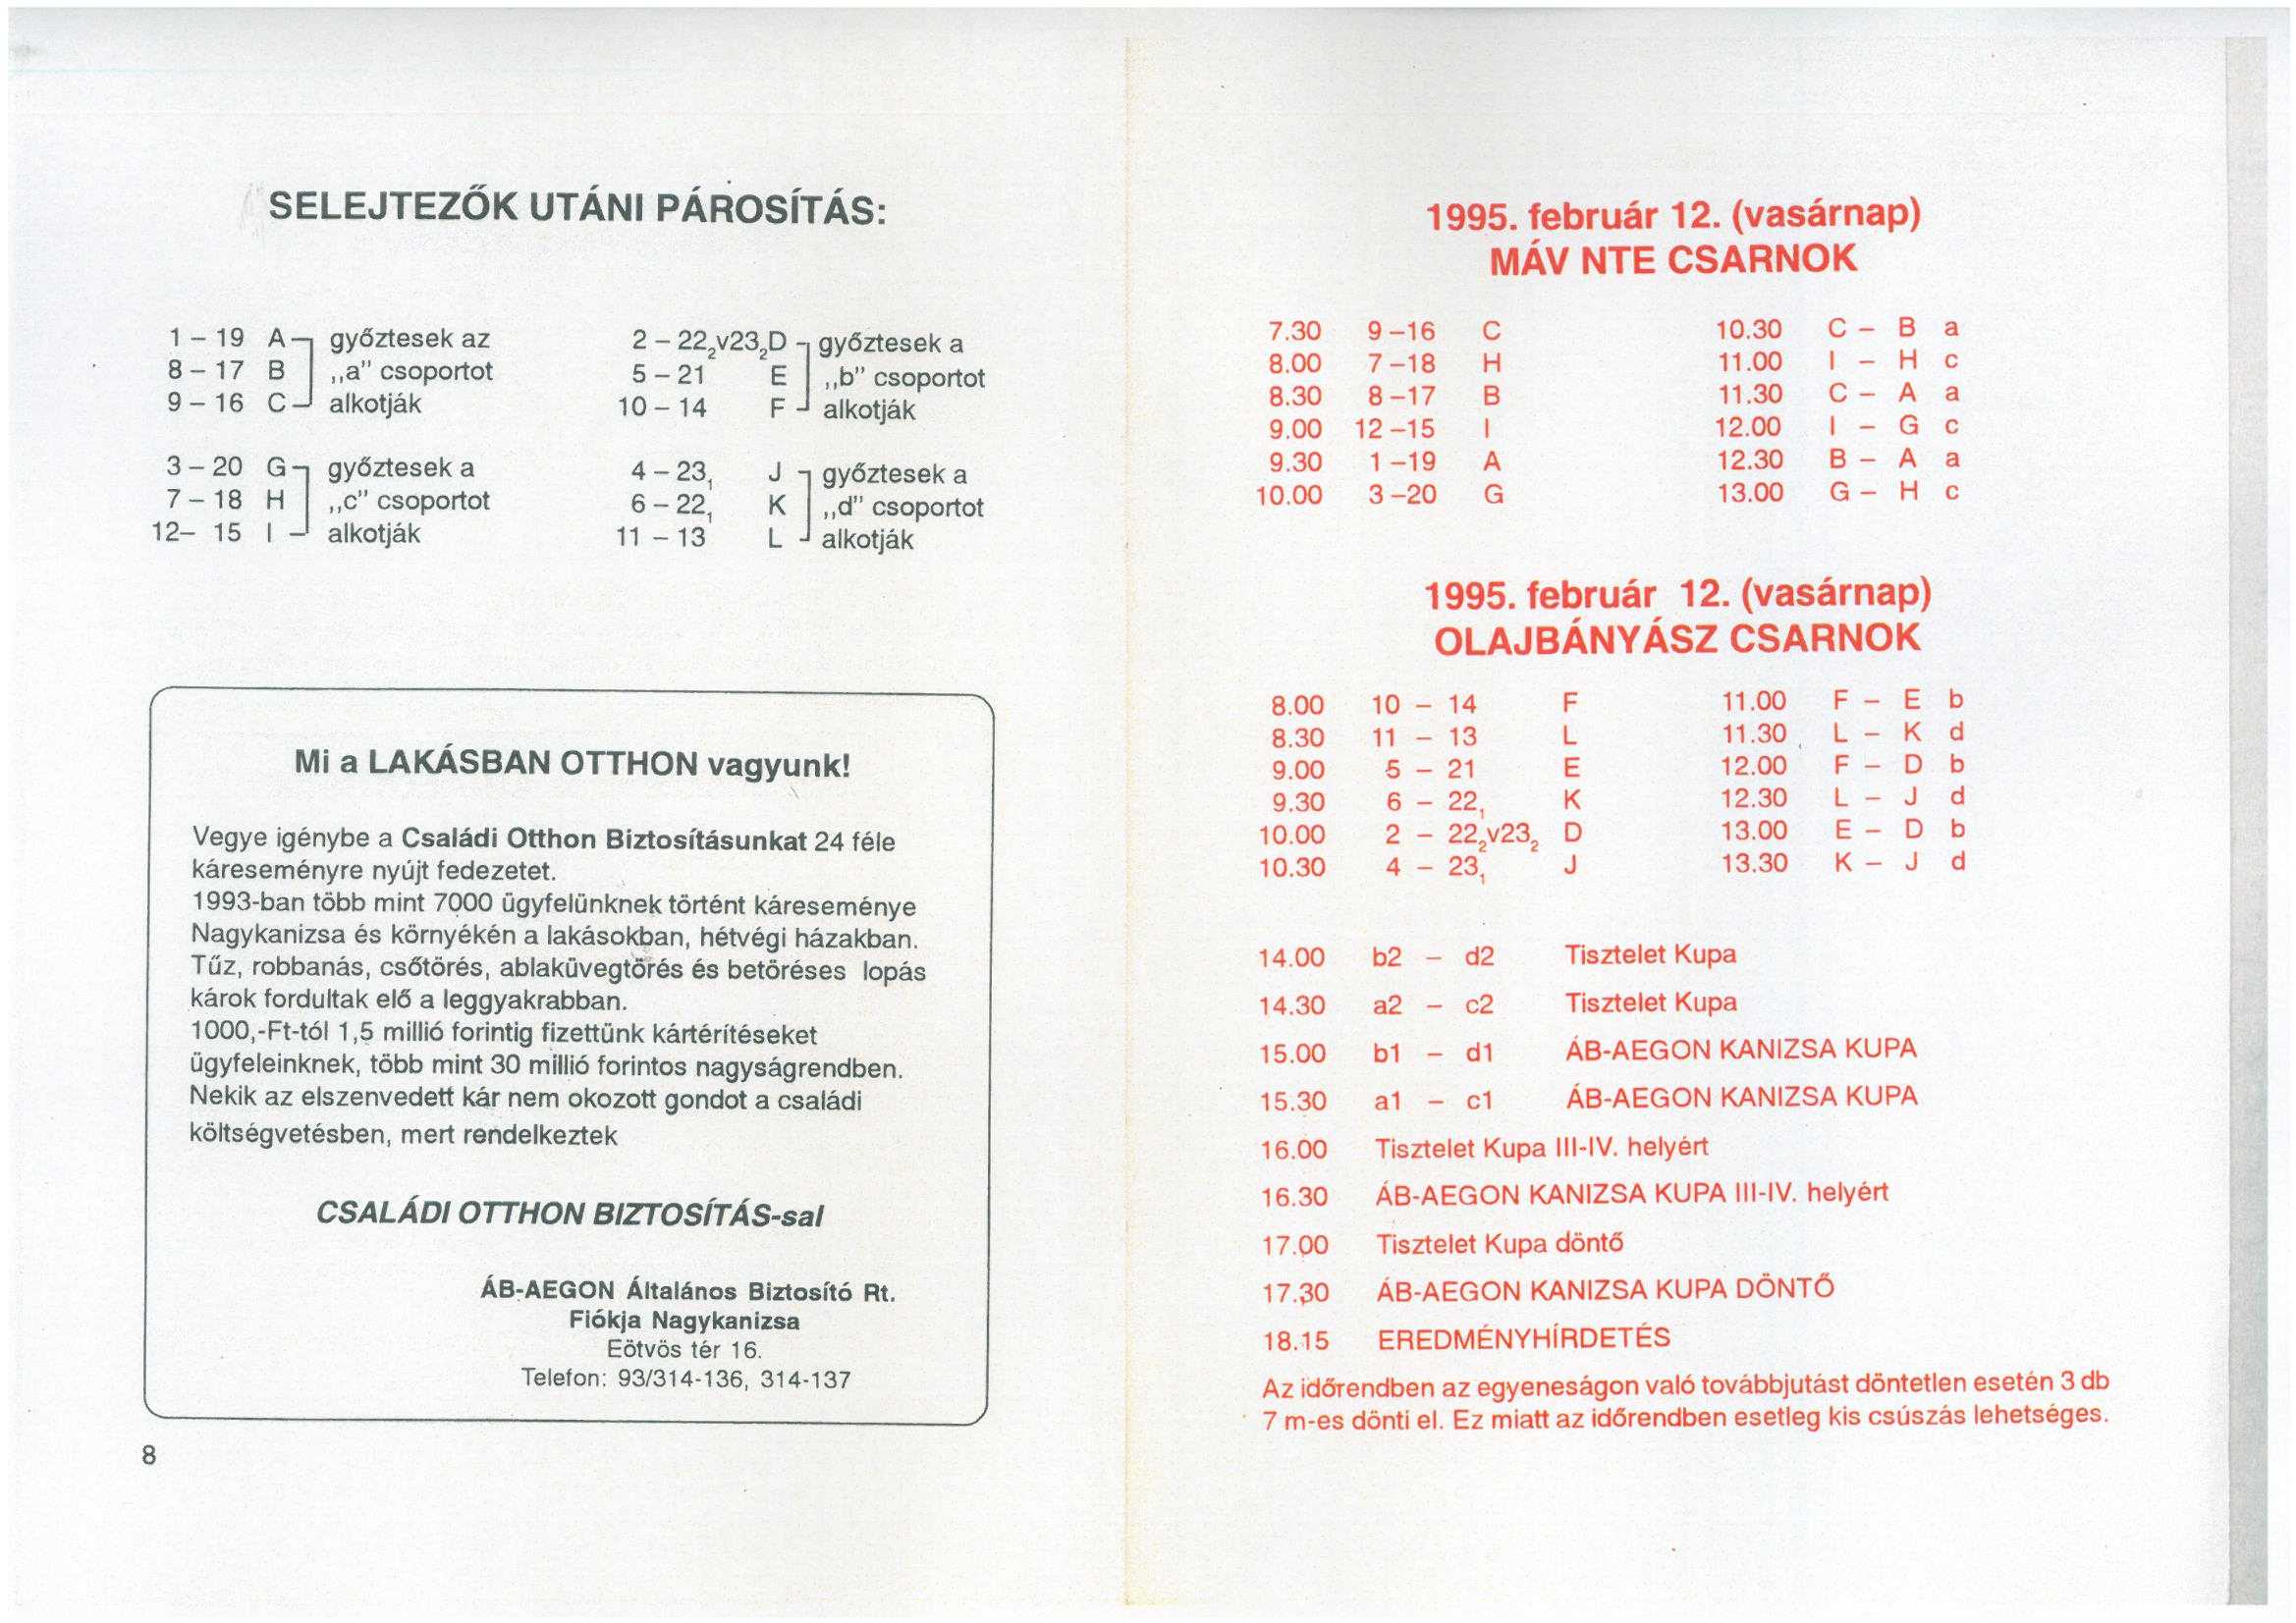 SELEJTEZŐK UTÁNI PÁROSÍTÁS:
1 – 19 A győztesek az
8 – 17 B „a" csoportot
9 – 16 C alkotják
2 – 22₂v23₂D győztesek a
5 – 21 E „b" csoportot
10 – 14 F alkotják
3 – 20 G győztesek a
7 – 18 H „c" csoportot
12– 15 I alkotják
4 – 23₁ J győztesek a
6 – 22₁ K „d" csoportot
11 – 13 L alkotják
Mi a LAKÁSBAN OTTHON vagyunk!
Vegye igénybe a Családi Otthon Biztosításunkat 24 féle
káreseményre nyújt fedezetet.
1993-ban több mint 7000 ügyfelünknek történt káreseménye
Nagykanizsa és környékén a lakásokban, hétvégi házakban.
Tűz, robbanás, csőtörés, ablaküvegtörés és betöréses lopás
károk fordultak elő a leggyakrabban.
1000,-Ft-tól 1,5 millió forintig fizettünk kártérítéseket
ügyfeleinknek, több mint 30 millió forintos nagyságrendben.
Nekik az elszenvedett kár nem okozott gondot a családi
költségvetésben, mert rendelkeztek
CSALÁDI OTTHON BIZTOSÍTÁS-sal
ÁB-AEGON Általános Biztosító Rt.
Fiókja Nagykanizsa
Eötvös tér 16.
Telefon: 93/314-136, 314-137
8
1995. február 12. (vasárnap)
MÁV NTE CSARNOK
7.30 9 –16 C 10.30 C – B a
8.00 7 –18 H 11.00 I – H c
8.30 8 –17 B 11.30 C – A a
9.00 12 –15 I 12.00 I – G c
9.30 1 –19 A 12.30 B – A a
10.00 3 –20 G 13.00 G – H c
1995. február 12. (vasárnap)
OLAJBÁNYÁSZ CSARNOK
8.00 10 – 14 F 11.00 F – E b
8.30 11 – 13 L 11.30 L – K d
9.00 5 – 21 E 12.00 F – D b
9.30 6 – 22₁ K 12.30 L – J d
10.00 2 – 22₂v23₂ D 13.00 E – D b
10.30 4 – 23₁ J 13.30 K – J d
14.00 b2 – d2 Tisztelet Kupa
14.30 a2 – c2 Tisztelet Kupa
15.00 b1 – d1 ÁB-AEGON KANIZSA KUPA
15.30 a1 – c1 ÁB-AEGON KANIZSA KUPA
16.00 Tisztelet Kupa III-IV. helyért
16.30 ÁB-AEGON KANIZSA KUPA III-IV. helyért
17.00 Tisztelet Kupa döntő
17.30 ÁB-AEGON KANIZSA KUPA DÖNTŐ
18.15 EREDMÉNYHÍRDETÉS
Az időrendben az egyeneságon való továbbjutást döntetlen esetén 3 db
7 m-es dönti el. Ez miatt az időrendben esetleg kis csúszás lehetséges.